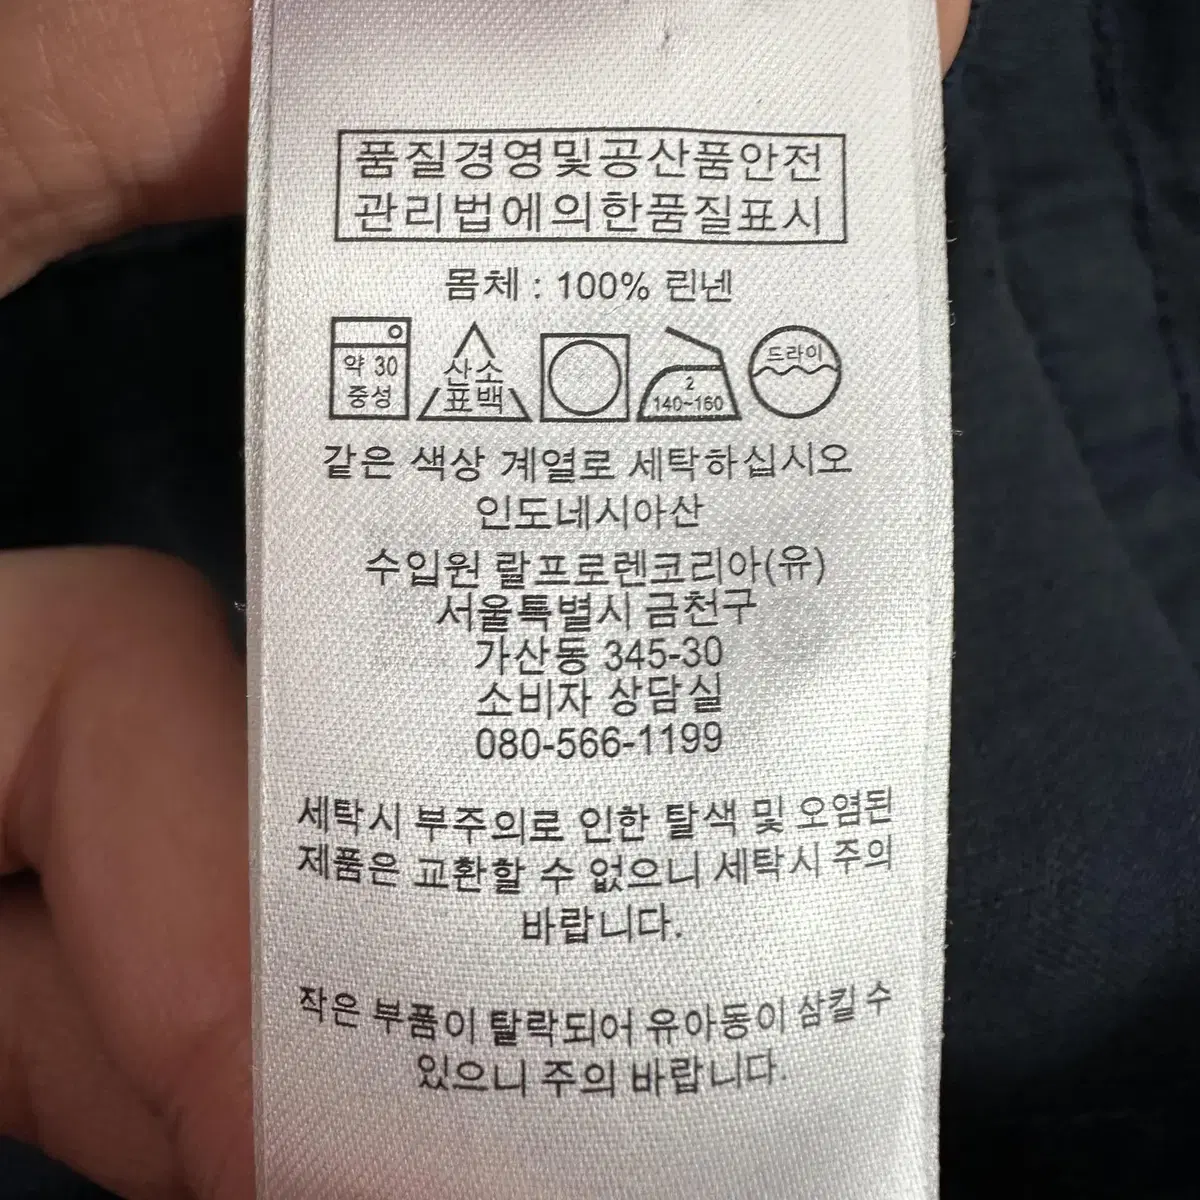 품질경영및공산품안전
관리법에의한품질표시
몸체 : 100% 린넨
약 30
중성
산소
표백
2
140~160
드라이
같은 색상 계열로 세탁하십시오
인도네시아산
수입원 랄프로렌코리아(유)
서울특별시 금천구
가산동 345-30
소비자 상담실
080-566-1199
세탁시 부주의로 인한 탈색 및 오염된
제품은 교환할 수 없으니 세탁시 주의
바랍니다.
작은 부품이 탈락되어 유아동이 삼킬 수
있으니 주의 바랍니다.